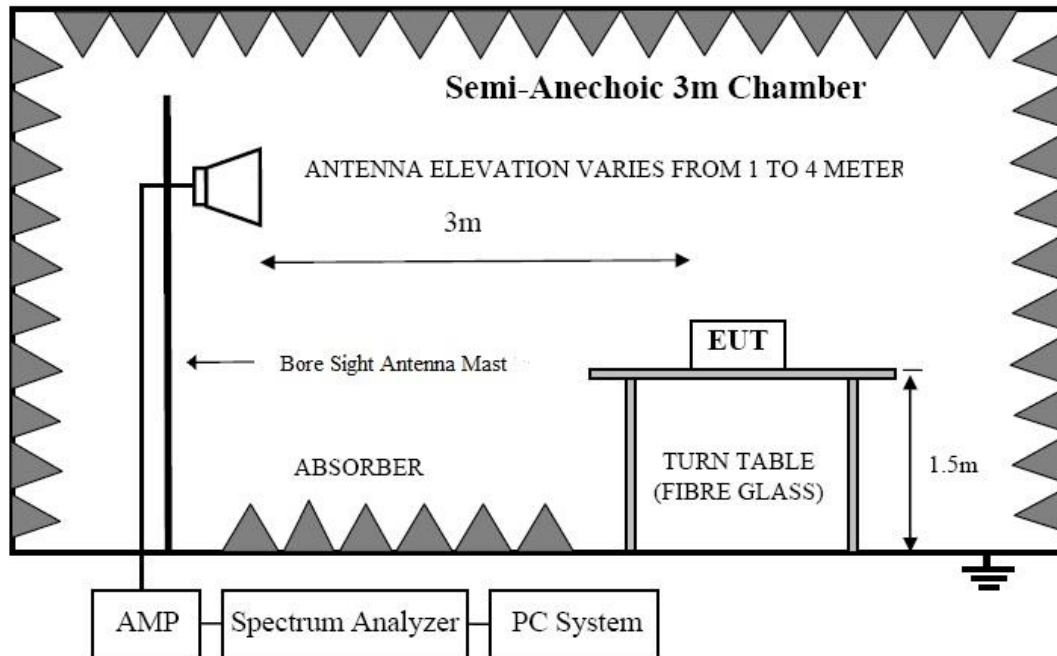 Semi-Anechoic 3m Chamber
ANTENNA ELEVATION VARIES FROM 1 TO 4 METER
3m
EUT
Bore Sight Antenna Mast
ABSORBER
TURN TABLE
(FIBRE GLASS)
1.5m
AMP
Spectrum Analyzer
PC System